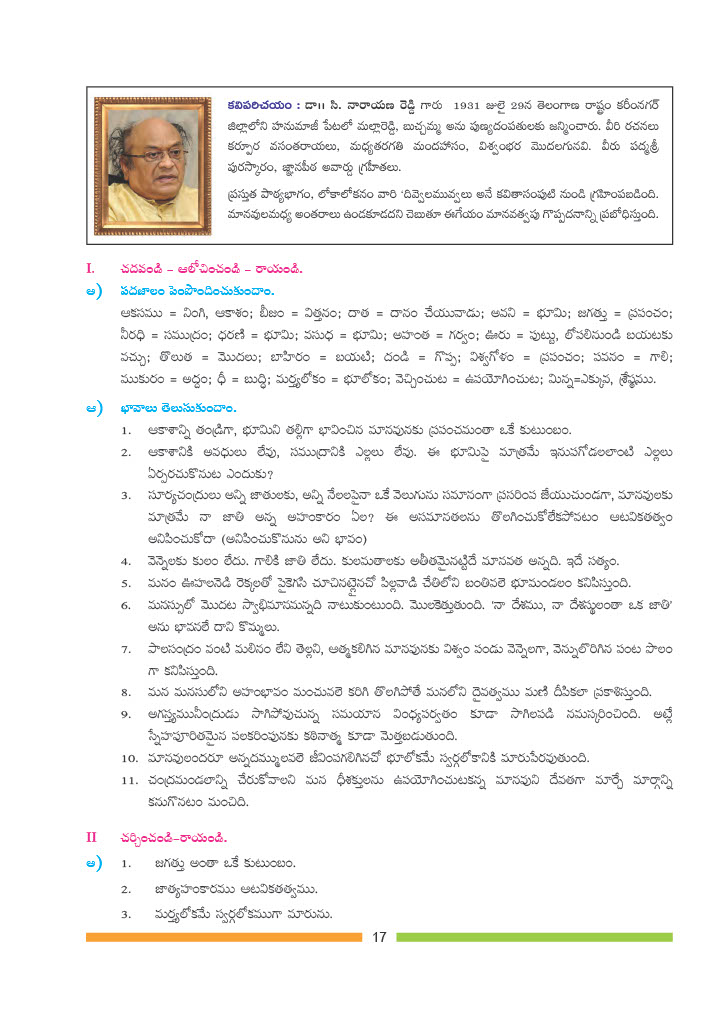 కవిపరిచయం : డా।। సి. నారాయణ రెడ్డి గారు 1931 జులై 29న తెలంగాణ రాష్ట్రం కరీంనగర్
జిల్లాలోని హనుమాజీ పేటలో మల్లారెడ్డి, బుచ్చమ్మ అను పుణ్యదంపతులకు జన్మించారు. వీరి రచనలు
కర్పూర వసంతరాయలు, మధ్యతరగతి మందహాసం, విశ్వంభర మొదలగునవి. వీరు పద్మశ్రీ
పురస్కారం, జ్ఞానపీఠ అవార్డు గ్రహీతలు.
ప్రస్తుత పాఠ్యభాగం, లోకాలోకనం వారి ‘దివ్వెలమువ్వలు అనే కవితాసంపుటి నుండి గ్రహింపబడింది.
మానవులమధ్య అంతరాలు ఉండకూడదని చెబుతూ ఈగేయం మానవత్వపు గొప్పదనాన్ని ప్రబోధిస్తుంది.
I. చదవండి – ఆలోచించండి – రాయండి.
అ) పదజాలం పెంపొందించుకుందాం.
ఆకసము = నింగి, ఆకాశం; బీజం = విత్తనం; దాత = దానం చేయువాడు; అవని = భూమి; జగత్తు = ప్రపంచం;
నీరధి = సముద్రం; ధరణి = భూమి; వసుధ = భూమి; అహంత = గర్వం; ఊరు = పుట్టు, లోపలినుండి బయటకు
వచ్చు; తొలుత = మొదలు; బాహిరం = బయటి; దండి = గొప్ప; విశ్వగోళం = ప్రపంచం; పవనం = గాలి;
ముకురం = అద్దం; ధీ = బుద్ధి; మర్త్యలోకం = భూలోకం; వెచ్చించుట = ఉపయోగించుట; మిన్న=ఎక్కువ, శ్రేష్ఠము.
ఆ) భావాలు తెలుసుకుందాం.
1. ఆకాశాన్ని తండ్రిగా, భూమిని తల్లిగా భావించిన మానవునకు ప్రపంచమంతా ఒకే కుటుంబం.
2. ఆకాశానికి అవధులు లేవు, సముద్రానికి ఎల్లలు లేవు. ఈ భూమిపై మాత్రమే ఇనుపగోడలలాంటి ఎల్లలు
ఏర్పరచుకొనుట ఎందుకు?
3. సూర్యచంద్రులు అన్ని జాతులకు, అన్ని నేలలపైనా ఒకే వెలుగును సమానంగా ప్రసరింప జేయుచుండగా, మానవులకు
మాత్రమే నా జాతి అన్న అహంకారం ఏల? ఈ అసమానతలను తొలగించుకోలేకపోవటం ఆటవికతత్వం
అనిపించుకోదా (అనిపించుకొనును అని భావం)
4. వెన్నెలకు కులం లేదు. గాలికి జాతి లేదు. కులమతాలకు అతీతమైనట్టిదే మానవత అన్నది. ఇదే సత్యం.
5. మనం ఊహలనెడి రెక్కలతో పైకెగసి చూచినట్లైనచో పిల్లవాడి చేతిలోని బంతివలె భూమండలం కనిపిస్తుంది.
6. మనస్సులో మొదట స్వాభిమానమన్నది నాటుకుంటుంది. మొలకెత్తుతుంది. ‘నా దేశము, నా దేశస్థులంతా ఒక జాతి’
అను భావనలే దాని కొమ్మలు.
7. పాలసంద్రం వంటి మలినం లేని తెల్లని, ఆత్మకలిగిన మానవునకు విశ్వం పండు వెన్నెలగా, వెన్నులొరిగిన పంట పొలం
గా కనిపిస్తుంది.
8. మన మనసులోని అహంభావం మంచువలె కరిగి తొలగిపోతే మనలోని దైవత్వము మణి దీపికలా ప్రకాశిస్తుంది.
9. అగస్త్యమునీంద్రుడు సాగిపోవుచున్న సమయాన వింధ్యపర్వతం కూడా సాగిలపడి నమస్కరించింది. అట్లే
స్నేహపూరితమైన పలకరింపునకు కఠినాత్మ కూడా మెత్తబడుతుంది.
10. మానవులందరూ అన్నదమ్ములవలె జీవింపగలిగినచో భూలోకమే స్వర్గలోకానికి మారుపేరవుతుంది.
11. చంద్రమండలాన్ని చేరుకోవాలని మన ధీశక్తులను ఉపయోగించుటకన్న మానవుని దేవతగా మార్చే మార్గాన్ని
కనుగొనటం మంచిది.
II చర్చించండి–రాయండి.
అ) 1. జగత్తు అంతా ఒకే కుటుంబం.
2. జాత్యహంకారము ఆటవికతత్వము.
3. మర్త్యలోకమే స్వర్గలోకముగా మారును.
17